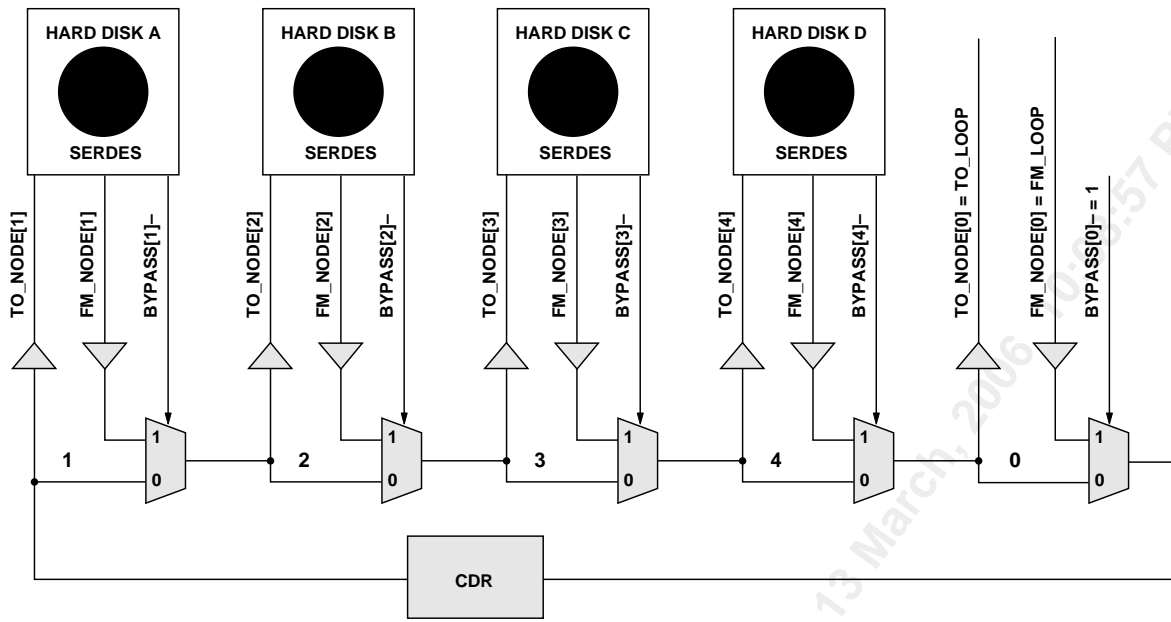 HARD DISK A
HARD DISK B
HARD DISK C
HARD DISK D
SERDES
SERDES
SERDES
SERDES
TO_NODE[1]
FM_NODE[1]
BYPASS[1]–
TO_NODE[2]
FM_NODE[2]
BYPASS[2]–
TO_NODE[3]
FM_NODE[3]
BYPASS[3]–
TO_NODE[4]
FM_NODE[4]
BYPASS[4]–
TO_NODE[0] = TO_LOOP
FM_NODE[0] = FM_LOOP
BYPASS[0]– = 1
1
1
0
2
1
0
3
1
0
4
1
0
0
1
0
CDR